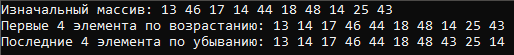 Изначальный массив: 13 46 17 14 44 18 48 14 25 43
Первые 4 элемента по возрастанию: 13 14 17 46 44 18 48 14 25 43
Последние 4 элемента по убыванию: 13 14 17 46 44 18 48 43 25 14